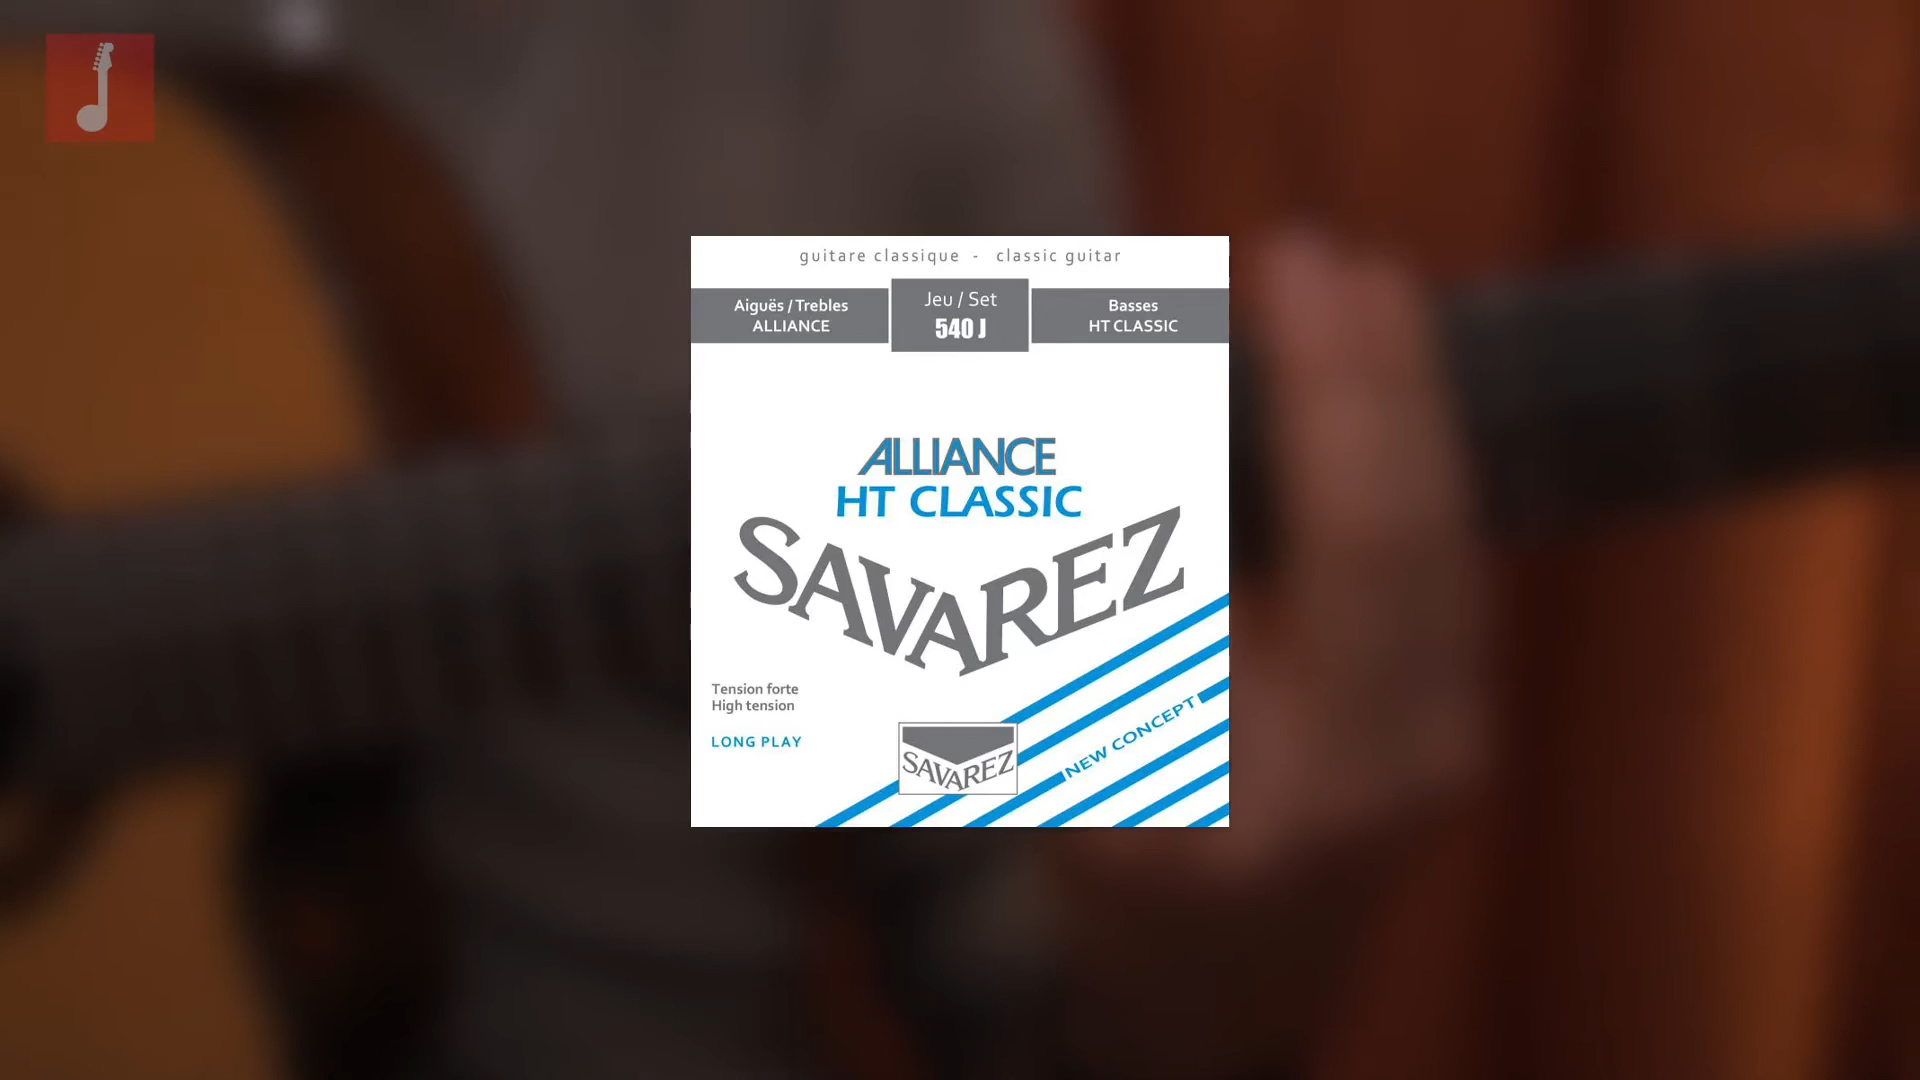 guitare classique - classic guitar
Aiguës / Trebles
ALLIANCE
Jeu / Set
540 J
Basses
HT CLASSIC
ALLIANCE
HT CLASSIC
SAVAREZ
Tension forte
High tension
LONG PLAY
NEW CONCEPT
SAVAREZ